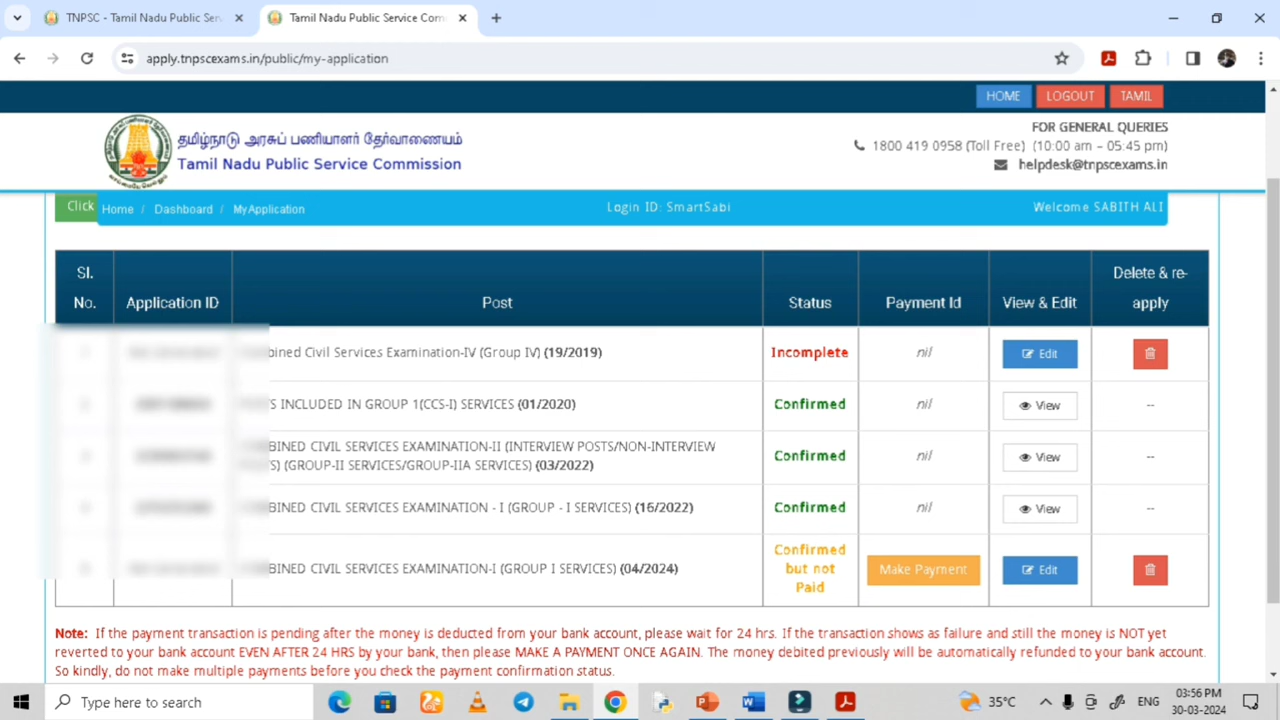 TNPSC - Tamil Nadu Public Ser
Tamil Nadu Public Service Com
apply.tnpscexams.in/public/my-application
HOME LOGOUT TAMIL
தமிழ்நாடு அரசுப் பணியாளர் தேர்வாணையம்
Tamil Nadu Public Service Commission
FOR GENERAL QUERIES
1800 419 0958 (Toll Free) (10:00 am – 05:45 pm)
helpdesk@tnpscexams.in
Click Home / Dashboard / MyApplication Login ID: SmartSabi Welcome SABITH ALI
Sl. No. Application ID Post Status Payment Id View & Edit Delete & re-apply
bined Civil Services Examination-IV (Group IV) (19/2019) Incomplete nil Edit
INCLUDED IN GROUP 1(CCS-I) SERVICES (01/2020) Confirmed nil View --
BINED CIVIL SERVICES EXAMINATION-II (INTERVIEW POSTS/NON-INTERVIEW
(GROUP-II SERVICES/GROUP-IIA SERVICES) (03/2022) Confirmed nil View --
BINED CIVIL SERVICES EXAMINATION - I (GROUP - I SERVICES) (16/2022) Confirmed nil View --
BINED CIVIL SERVICES EXAMINATION-I (GROUP I SERVICES) (04/2024) Confirmed but not Paid Make Payment Edit
Note: If the payment transaction is pending after the money is deducted from your bank account, please wait for 24 hrs. If the transaction shows as failure and still the money is NOT yet
reverted to your bank account EVEN AFTER 24 HRS by your bank, then please MAKE A PAYMENT ONCE AGAIN. The money debited previously will be automatically refunded to your bank account.
So kindly, do not make multiple payments before you check the payment confirmation status.
Type here to search
35°C
ENG
03:56 PM
30-03-2024